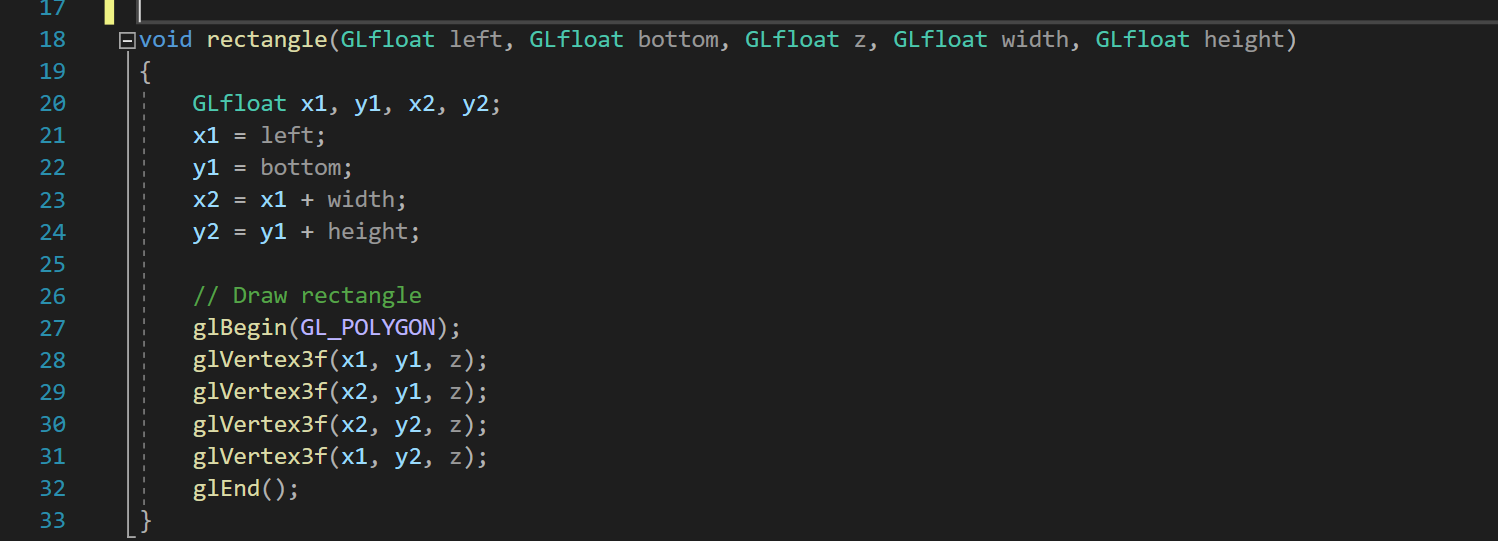 17
18 void rectangle(GLfloat left, GLfloat bottom, GLfloat z, GLfloat width, GLfloat height)
19 {
20 GLfloat x1, y1, x2, y2;
21 x1 = left;
22 y1 = bottom;
23 x2 = x1 + width;
24 y2 = y1 + height;
25
26 // Draw rectangle
27 glBegin(GL_POLYGON);
28 glVertex3f(x1, y1, z);
29 glVertex3f(x2, y1, z);
30 glVertex3f(x2, y2, z);
31 glVertex3f(x1, y2, z);
32 glEnd();
33 }